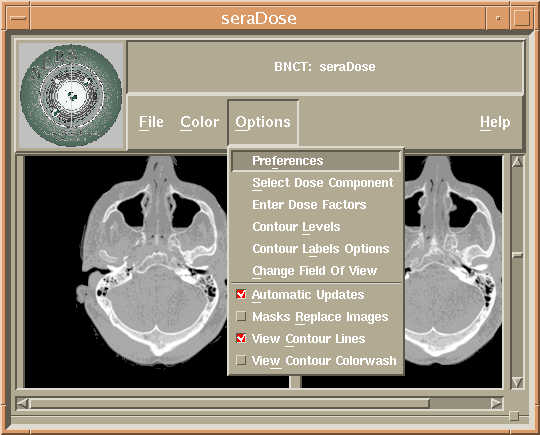 seraDose
BNCT: seraDose
File Color Options Help
Preferences
Select Dose Component
Enter Dose Factors
Contour Levels
Contour Labels Options
Change Field Of View
Automatic Updates
Masks Replace Images
View Contour Lines
View Contour Colorwash